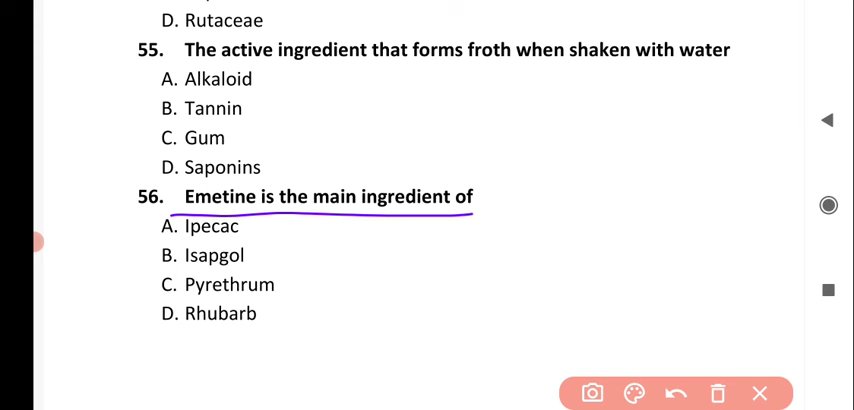 D. Rutaceae
55. The active ingredient that forms froth when shaken with water
A. Alkaloid
B. Tannin
C. Gum
D. Saponins
56. Emetine is the main ingredient of
A. Ipecac
B. Isapgol
C. Pyrethrum
D. Rhubarb